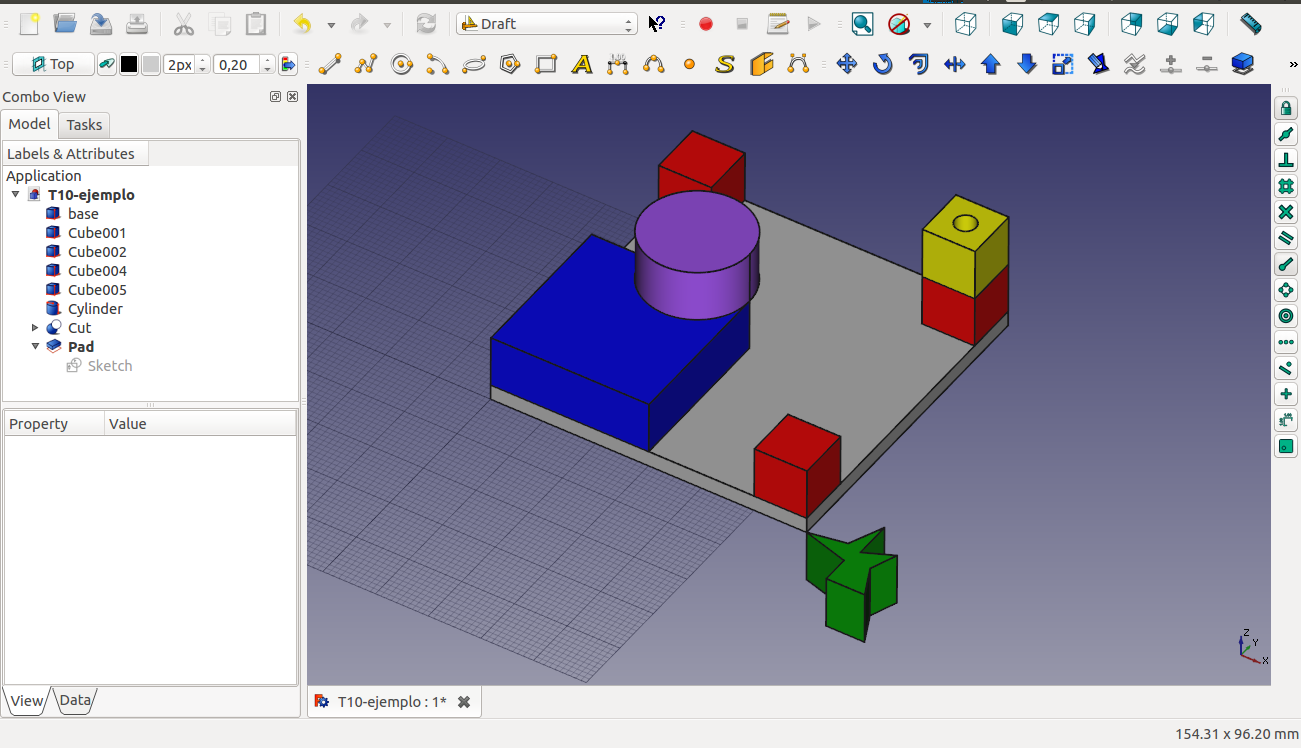 Draft
Top
2px
0,20
»
Combo View
Model
Tasks
Labels & Attributes
Application
T10-ejemplo
base
Cube001
Cube002
Cube004
Cube005
Cylinder
Cut
Pad
Sketch
Property
Value
View
Data
Z
Y
X
T10-ejemplo : 1*
154.31 x 96.20 mm